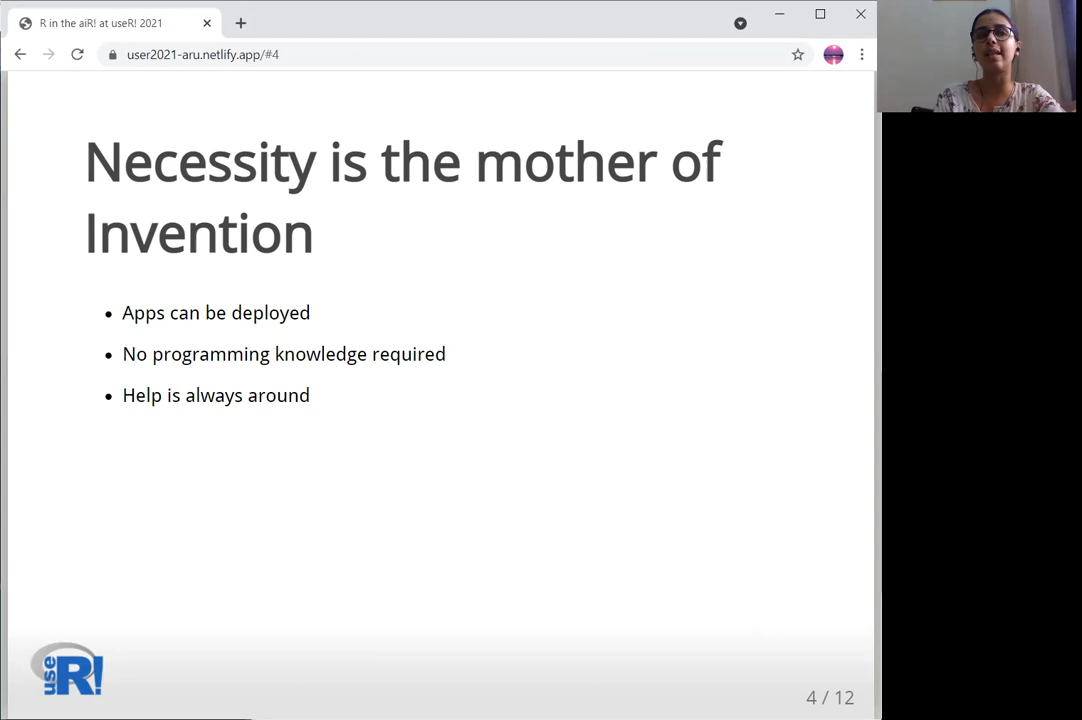 R in the aiR! at useR! 2021
user2021-aru.netlify.app/#4
Necessity is the mother of
Invention
Apps can be deployed
No programming knowledge required
Help is always around
use R!
4 / 12